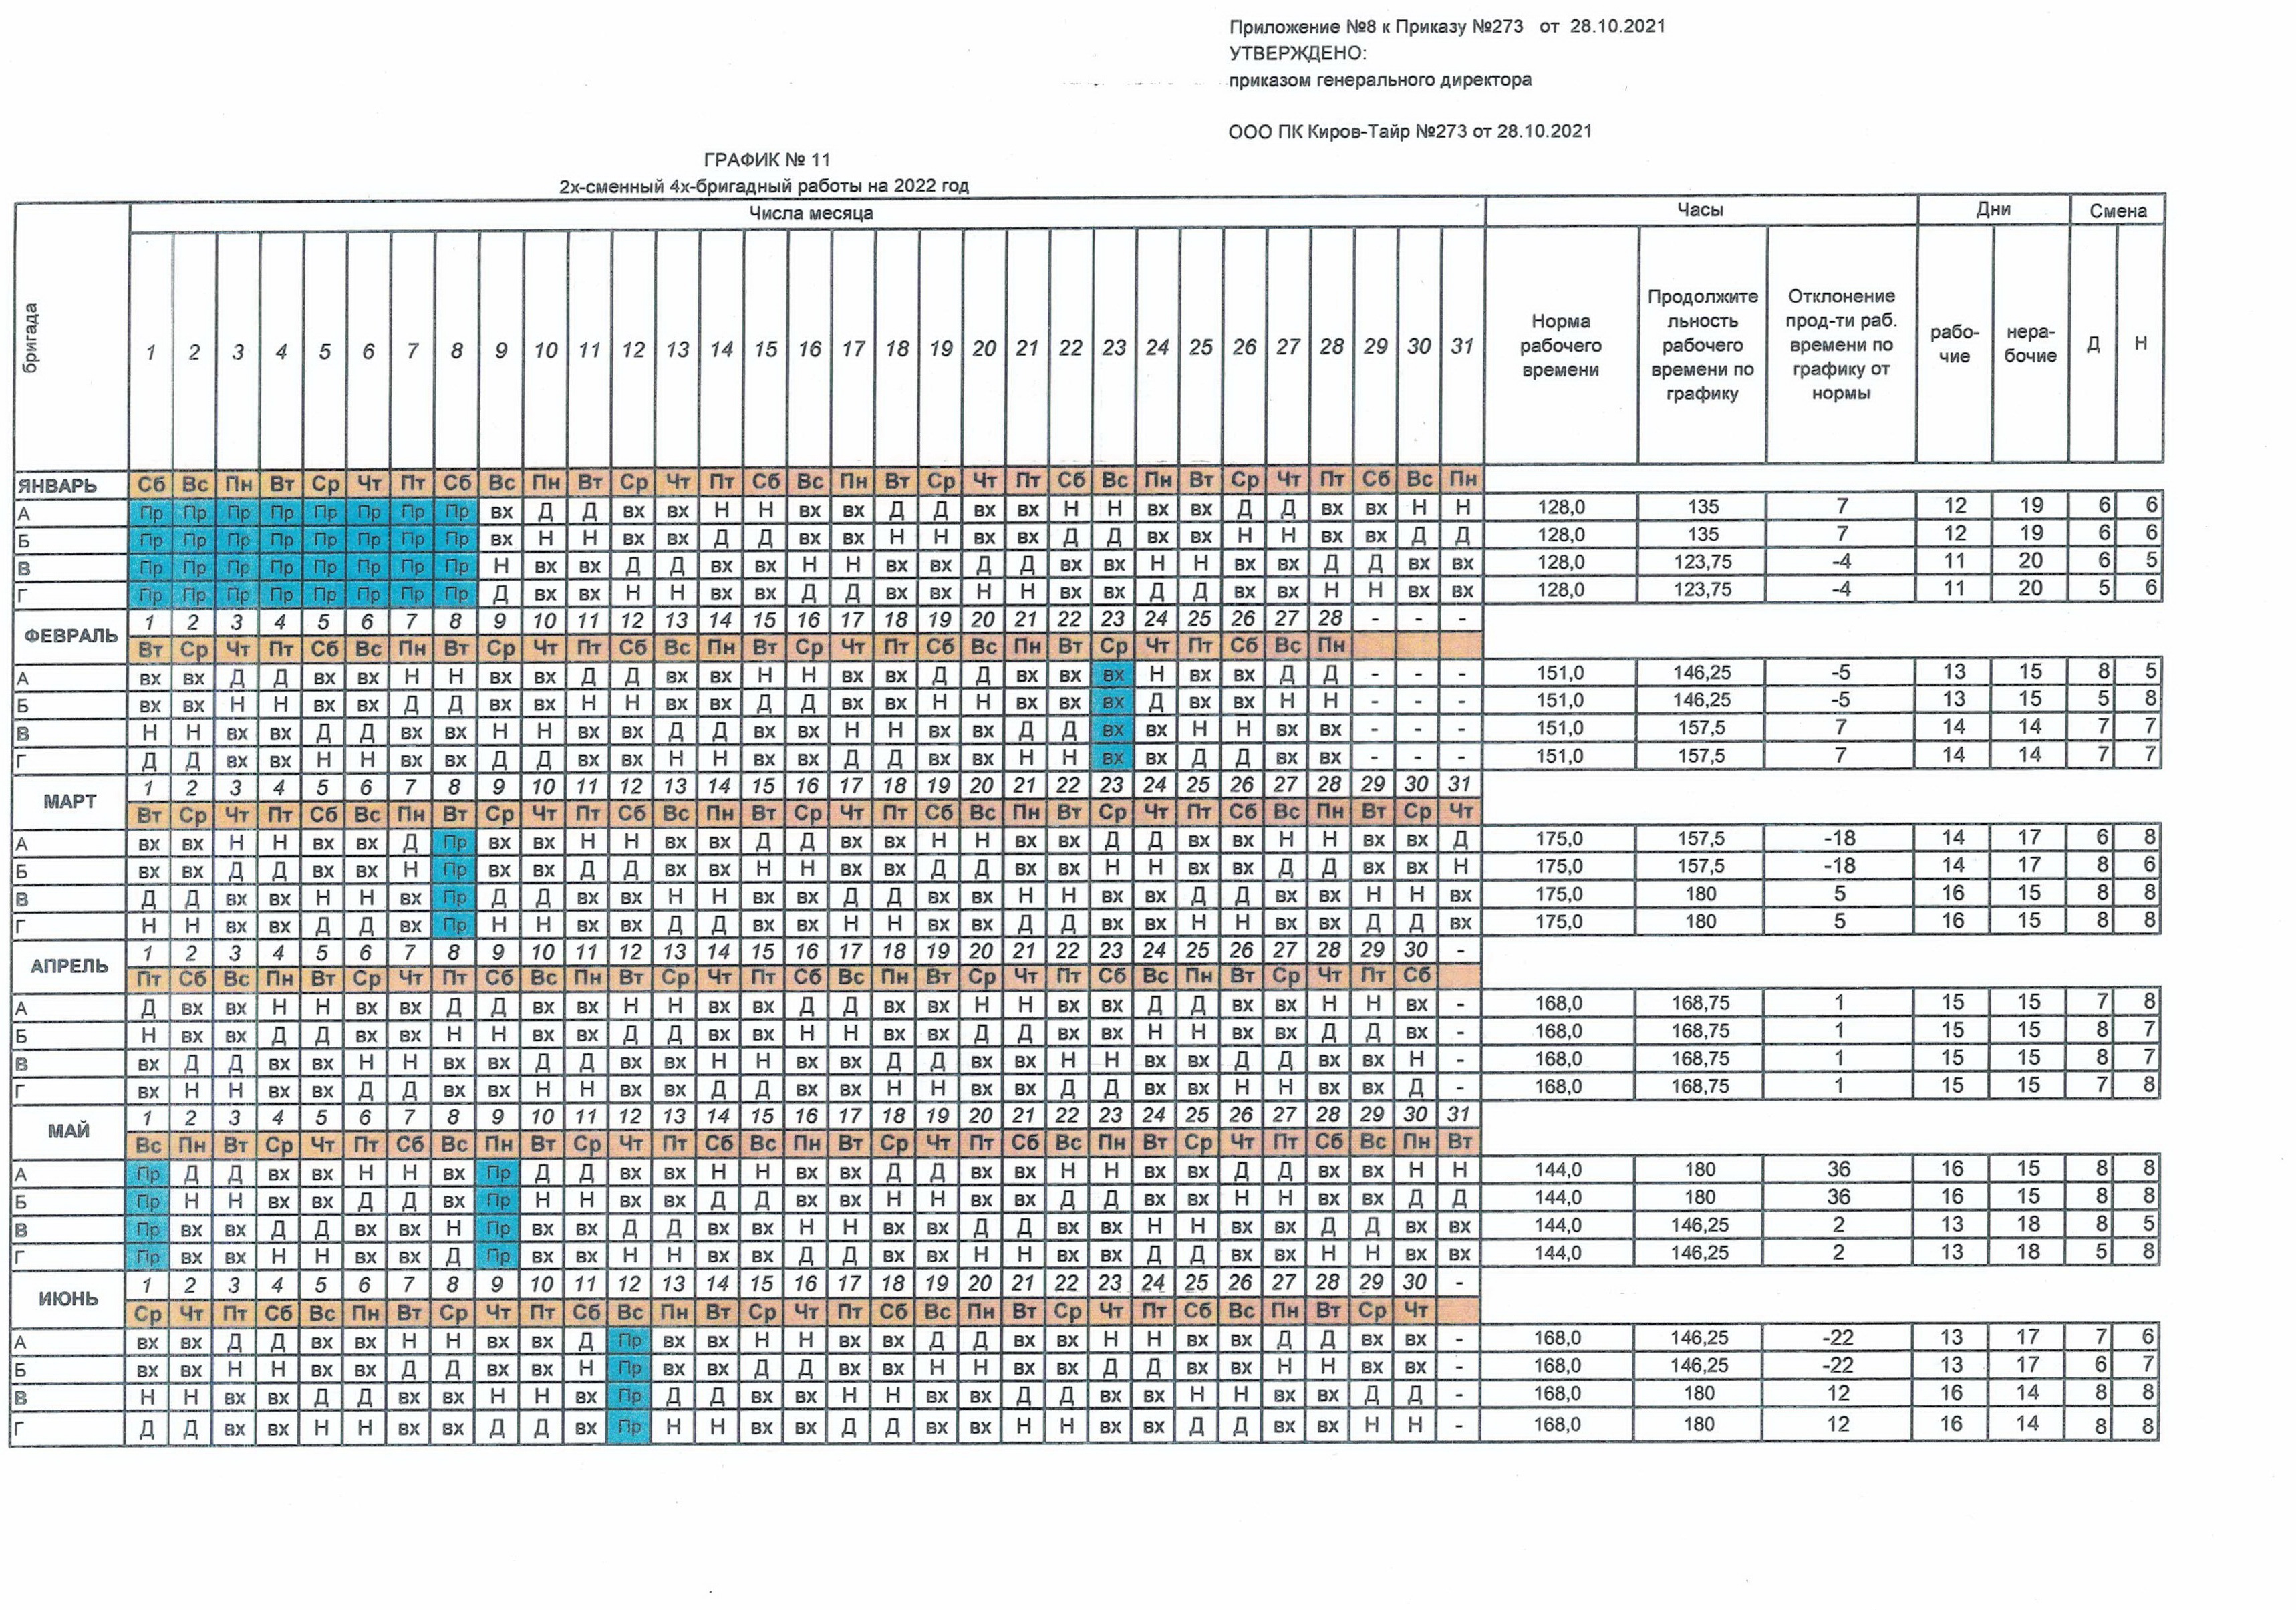 Приложение №8 к Приказу №273 от 28.10.2021
УТВЕРЖДЕНО:
приказом генерального директора
ООО ПК Киров-Тайр №273 от 28.10.2021
ГРАФИК № 11
2х-сменный 4х-бригадный работы на 2022 год
бригада Числа месяца Часы Дни Смена
1 2 3 4 5 6 7 8 9 10 11 12 13 14 15 16 17 18 19 20 21 22 23 24 25 26 27 28 29 30 31 Норма рабочего времени Продолжите льность рабочего времени по графику Отклонение прод-ти раб. времени по графику от нормы рабо-чие нера-бочие Д Н
ЯНВАРЬ Сб Вс Пн Вт Ср Чт Пт Сб Вс Пн Вт Ср Чт Пт Сб Вс Пн Вт Ср Чт Пт Сб Вс Пн Вт Ср Чт Пт Сб Вс Пн
А Пр Пр Пр Пр Пр Пр Пр Пр вх Д Д вх вх Н Н вх вх Д Д вх вх Н Н вх вх Д Д вх вх Н Н 128,0 135 7 12 19 6 6
Б Пр Пр Пр Пр Пр Пр Пр Пр вх Н Н вх вх Д Д вх вх Н Н вх вх Д Д вх вх Н Н вх вх Д Д 128,0 135 7 12 19 6 6
В Пр Пр Пр Пр Пр Пр Пр Пр Н вх вх Д Д вх вх Н Н вх вх Д Д вх вх Н Н вх вх Д Д вх вх 128,0 123,75 -4 11 20 6 5
Г Пр Пр Пр Пр Пр Пр Пр Пр Д вх вх Н Н вх вх Д Д вх вх Н Н вх вх Д Д вх вх Н Н вх вх 128,0 123,75 -4 11 20 5 6
ФЕВРАЛЬ 1 2 3 4 5 6 7 8 9 10 11 12 13 14 15 16 17 18 19 20 21 22 23 24 25 26 27 28 - - -
Вт Ср Чт Пт Сб Вс Пн Вт Ср Чт Пт Сб Вс Пн Вт Ср Чт Пт Сб Вс Пн Вт Ср Чт Пт Сб Вс Пн
А вх вх Д Д вх вх Н Н вх вх Д Д вх вх Н Н вх вх Д Д вх вх вх Н вх вх Д Д - - - 151,0 146,25 -5 13 15 8 5
Б вх вх Н Н вх вх Д Д вх вх Н Н вх вх Д Д вх вх Н Н вх вх вх Д вх вх Н Н - - - 151,0 146,25 -5 13 15 5 8
В Н Н вх вх Д Д вх вх Н Н вх вх Д Д вх вх Н Н вх вх Д Д вх вх Н Н вх вх - - - 151,0 157,5 7 14 14 7 7
Г Д Д вх вх Н Н вх вх Д Д вх вх Н Н вх вх Д Д вх вх Н Н вх вх Д Д вх вх - - - 151,0 157,5 7 14 14 7 7
МАРТ 1 2 3 4 5 6 7 8 9 10 11 12 13 14 15 16 17 18 19 20 21 22 23 24 25 26 27 28 29 30 31
Вт Ср Чт Пт Сб Вс Пн Вт Ср Чт Пт Сб Вс Пн Вт Ср Чт Пт Сб Вс Пн Вт Ср Чт Пт Сб Вс Пн Вт Ср Чт
А вх вх Н Н вх вх Д Пр вх вх Н Н вх вх Д Д вх вх Н Н вх вх Д Д вх вх Н Н вх вх Д 175,0 157,5 -18 14 17 6 8
Б вх вх Д Д вх вх Н Пр вх вх Д Д вх вх Н Н вх вх Д Д вх вх Н Н вх вх Д Д вх вх Н 175,0 157,5 -18 14 17 8 6
В Д Д вх вх Н Н вх Пр Д Д вх вх Н Н вх вх Д Д вх вх Н Н вх вх Д Д вх вх Н Н вх 175,0 180 5 16 15 8 8
Г Н Н вх вх Д Д вх Пр Н Н вх вх Д Д вх вх Н Н вх вх Д Д вх вх Н Н вх вх Д Д вх 175,0 180 5 16 15 8 8
АПРЕЛЬ 1 2 3 4 5 6 7 8 9 10 11 12 13 14 15 16 17 18 19 20 21 22 23 24 25 26 27 28 29 30 -
Пт Сб Вс Пн Вт Ср Чт Пт Сб Вс Пн Вт Ср Чт Пт Сб Вс Пн Вт Ср Чт Пт Сб Вс Пн Вт Ср Чт Пт Сб
А Д вх вх Н Н вх вх Д Д вх вх Н Н вх вх Д Д вх вх Н Н вх вх Д Д вх вх Н Н вх - 168,0 168,75 1 15 15 7 8
Б Н вх вх Д Д вх вх Н Н вх вх Д Д вх вх Н Н вх вх Д Д вх вх Н Н вх вх Д Д вх - 168,0 168,75 1 15 15 8 7
В вх Д Д вх вх Н Н вх вх Д Д вх вх Н Н вх вх Д Д вх вх Н Н вх вх Д Д вх вх Н - 168,0 168,75 1 15 15 8 7
Г вх Н Н вх вх Д Д вх вх Н Н вх вх Д Д вх вх Н Н вх вх Д Д вх вх Н Н вх вх Д - 168,0 168,75 1 15 15 7 8
МАЙ 1 2 3 4 5 6 7 8 9 10 11 12 13 14 15 16 17 18 19 20 21 22 23 24 25 26 27 28 29 30 31
Вс Пн Вт Ср Чт Пт Сб Вс Пн Вт Ср Чт Пт Сб Вс Пн Вт Ср Чт Пт Сб Вс Пн Вт Ср Чт Пт Сб Вс Пн Вт
А Пр Д Д вх вх Н Н вх Пр Д Д вх вх Н Н вх вх Д Д вх вх Н Н вх вх Д Д вх вх Н Н 144,0 180 36 16 15 8 8
Б Пр Н Н вх вх Д Д вх Пр Н Н вх вх Д Д вх вх Н Н вх вх Д Д вх вх Н Н вх вх Д Д 144,0 180 36 16 15 8 8
В Пр вх вх Д Д вх вх Н Пр вх вх Д Д вх вх Н Н вх вх Д Д вх вх Н Н вх вх Д Д вх вх 144,0 146,25 2 13 18 8 5
Г Пр вх вх Н Н вх вх Д Пр вх вх Н Н вх вх Д Д вх вх Н Н вх вх Д Д вх вх Н Н вх вх 144,0 146,25 2 13 18 5 8
ИЮНЬ 1 2 3 4 5 6 7 8 9 10 11 12 13 14 15 16 17 18 19 20 21 22 23 24 25 26 27 28 29 30 -
Ср Чт Пт Сб Вс Пн Вт Ср Чт Пт Сб Вс Пн Вт Ср Чт Пт Сб Вс Пн Вт Ср Чт Пт Сб Вс Пн Вт Ср Чт
А вх вх Д Д вх вх Н Н вх вх Д Пр вх вх Н Н вх вх Д Д вх вх Н Н вх вх Д Д вх вх - 168,0 146,25 -22 13 17 7 6
Б вх вх Н Н вх вх Д Д вх вх Н Пр вх вх Д Д вх вх Н Н вх вх Д Д вх вх Н Н вх вх - 168,0 146,25 -22 13 17 6 7
В Н Н вх вх Д Д вх вх Н Н вх Пр Д Д вх вх Н Н вх вх Д Д вх вх Н Н вх вх Д Д - 168,0 180 12 16 14 8 8
Г Д Д вх вх Н Н вх вх Д Д вх Пр Н Н вх вх Д Д вх вх Н Н вх вх Д Д вх вх Н Н - 168,0 180 12 16 14 8 8